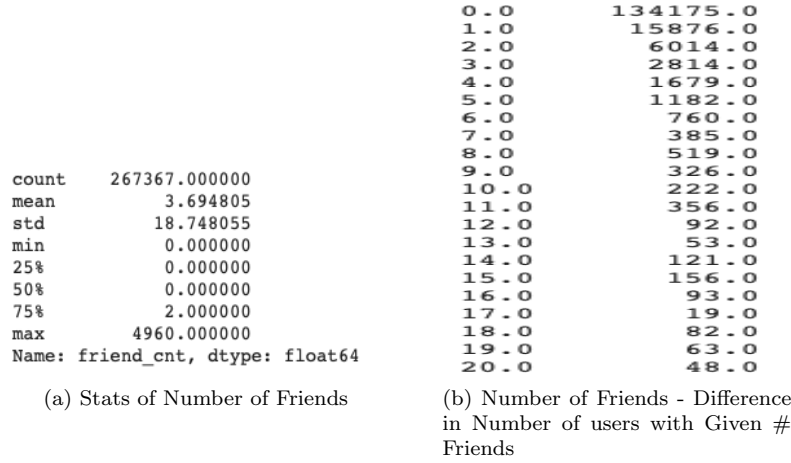 count 267367.000000
mean 3.694805
std 18.748055
min 0.000000
25% 0.000000
50% 0.000000
75% 2.000000
max 4960.000000
Name: friend_cnt, dtype: float64
(a) Stats of Number of Friends
0.0 134175.0
1.0 15876.0
2.0 6014.0
3.0 2814.0
4.0 1679.0
5.0 1182.0
6.0 760.0
7.0 385.0
8.0 519.0
9.0 326.0
10.0 222.0
11.0 356.0
12.0 92.0
13.0 53.0
14.0 121.0
15.0 156.0
16.0 93.0
17.0 19.0
18.0 82.0
19.0 63.0
20.0 48.0
(b) Number of Friends - Difference
in Number of users with Given #
Friends